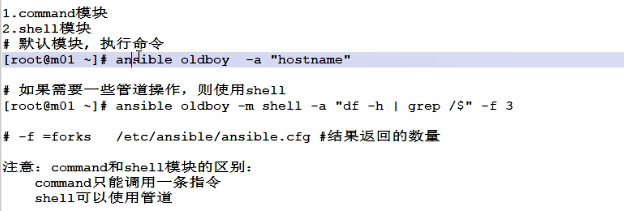 1.command模块
2.shell模块
# 默认模块, 执行命令
[root@m01 ~]# ansible oldboy  -a "hostname"
# 如果需要一些管道操作，则使用shell
[root@m01 ~]# ansible oldboy -m shell -a "df -h | grep /$" -f 3
# -f =forks   /etc/ansible/ansible.cfg #结果返回的数量
注意：command和shell模块的区别：
    command只能调用一条指令
    shell可以使用管道